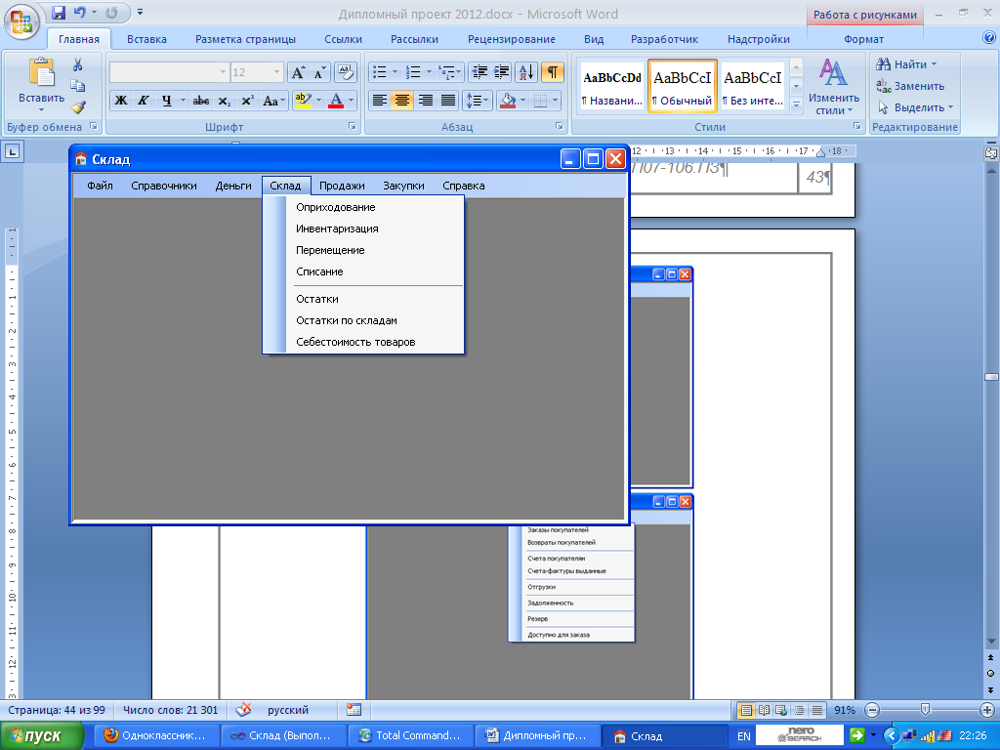 Дипломный проект 2012.docx - Microsoft Word
Работа с рисунками
Главная Вставка Разметка страницы Ссылки Рассылки Рецензирование Вид Разработчик Надстройки Формат
Вставить
Буфер обмена
12
Ж К Ч abc x₂ x² Aa
Шрифт
Абзац
AaBbCcDd AaBbCcI AaBbCcI
¶ Названи... ¶ Обычный ¶ Без инте...
Стили
Изменить
стили
Найти
Заменить
Выделить
Редактирование
Склад
12 13 14 15 16 17 18
Файл Справочники Деньги Склад Продажи Закупки Справка
43¶
Оприходование
Инвентаризация
Перемещение
Списание
Остатки
Остатки по складам
Себестоимость товаров
Заказы покупателей
Возвраты покупателей
Счета покупателям
Счета-фактуры выданные
Отгрузки
Задолженность
Резерв
Доступно для заказа
Страница: 44 из 99 Число слов: 21 301 русский 91%
пуск Одноклассник... Склад (Выпол... Total Command... Дипломный пр... Склад EN nero SEARCH 22:26